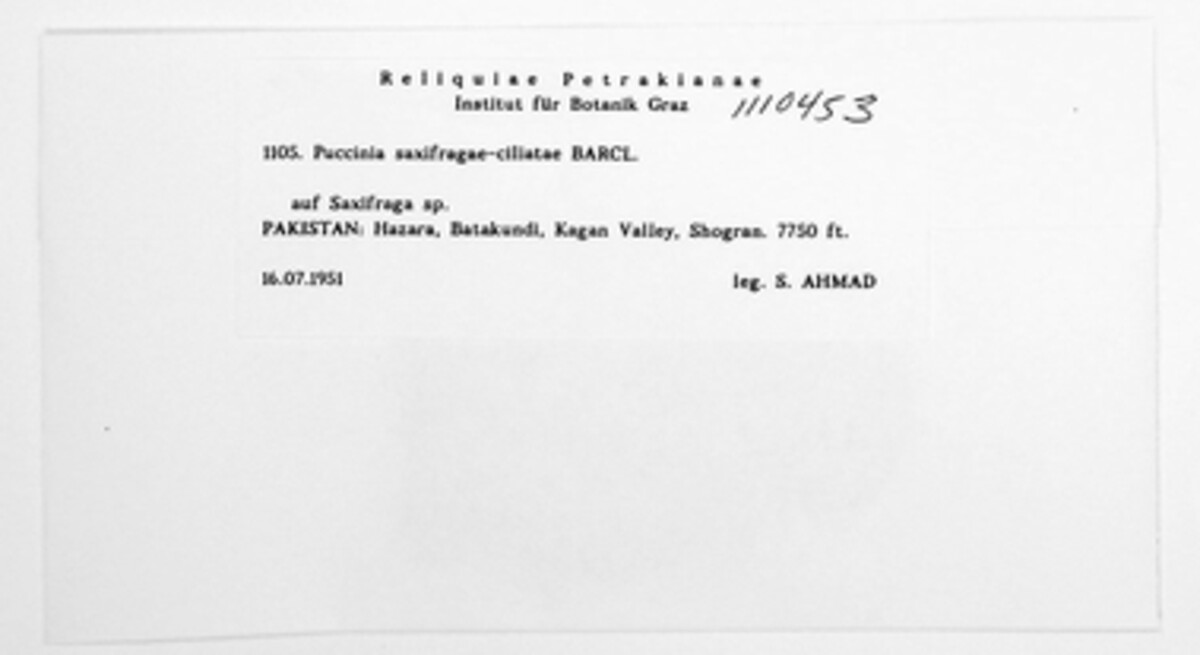 Reliquiae Petrakianae
Institut für Botanik Graz 1110453
1105. Puccinia saxifragae-ciliatae BARCL.
auf Saxifraga sp.
PAKISTAN: Hazara, Batakundi, Kagan Valley, Shogran. 7750 ft.
16.07.1951 leg. S. AHMAD